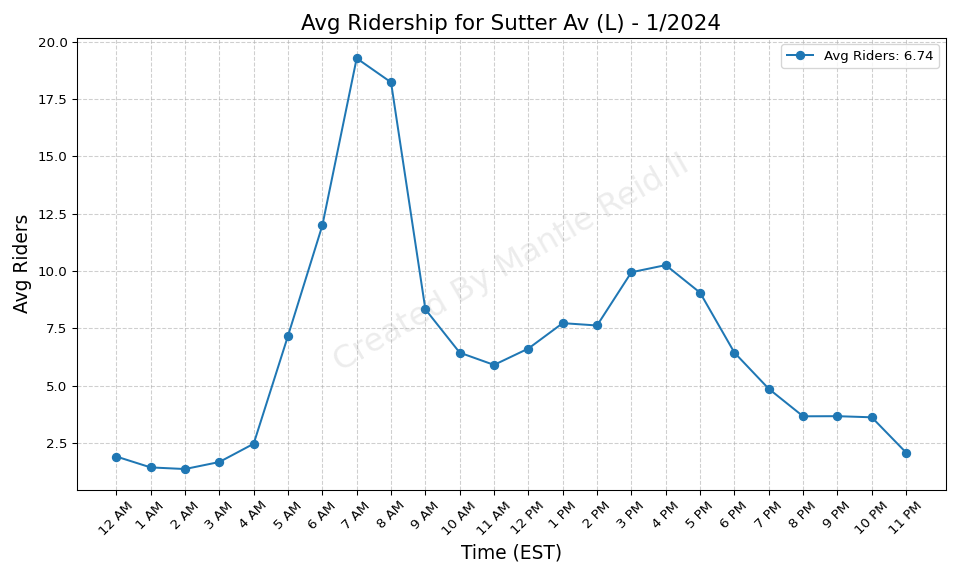 Avg Ridership for Sutter Av (L) - 1/2024
20.0
17.5
15.0
12.5
10.0
7.5
5.0
2.5
Avg Riders
Avg Riders: 6.74
Created By Mantie Reid II
12 AM
1 AM
2 AM
3 AM
4 AM
5 AM
6 AM
7 AM
8 AM
9 AM
10 AM
11 AM
12 PM
1 PM
2 PM
3 PM
4 PM
5 PM
6 PM
7 PM
8 PM
9 PM
10 PM
11 PM
Time (EST)